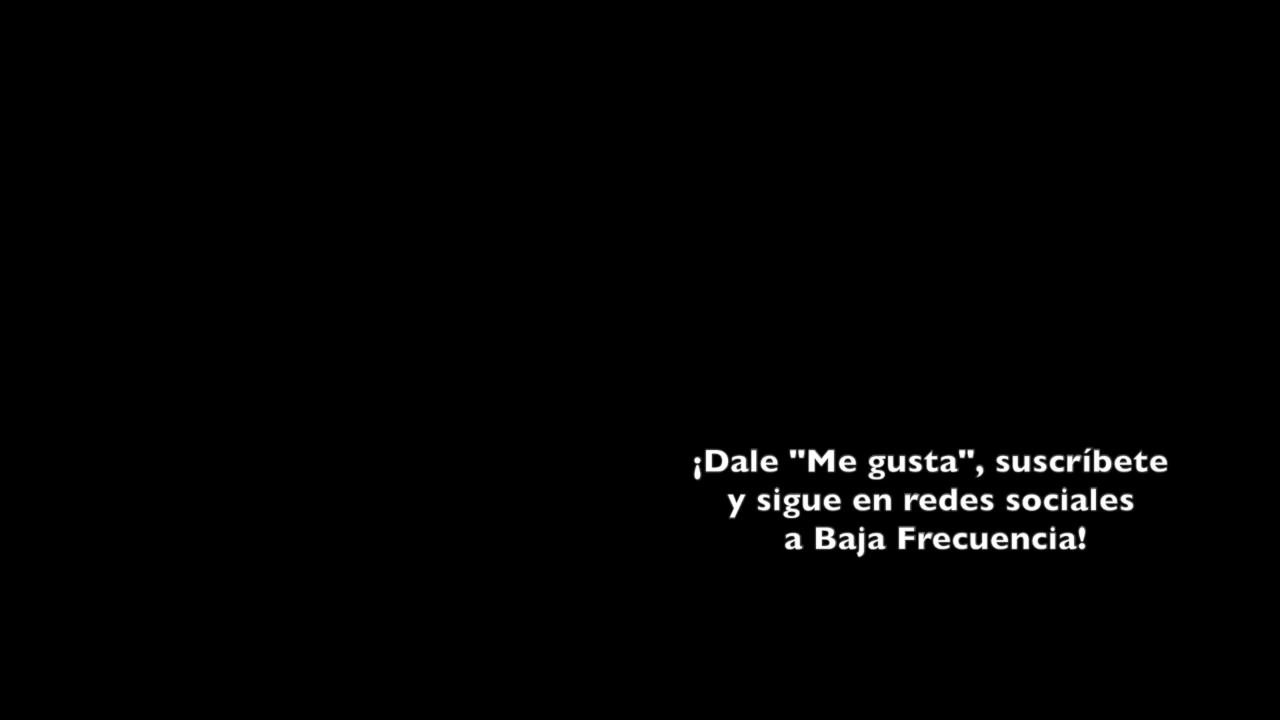 ¡Dale "Me gusta", suscríbete
y sigue en redes sociales
a Baja Frecuencia!